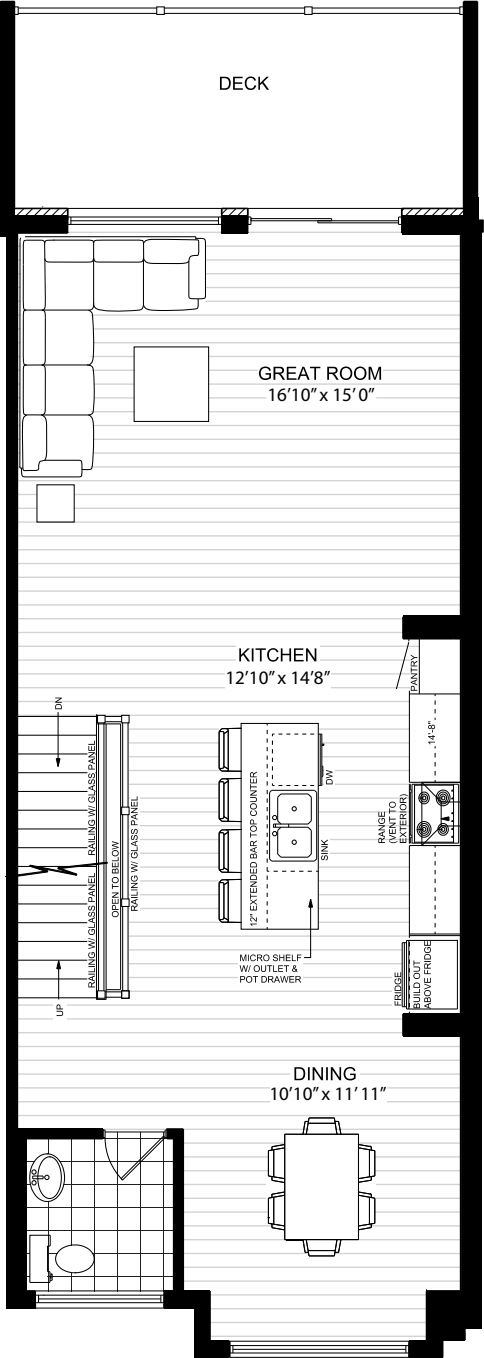 DECK
GREAT ROOM
16'10" x 15'0"
KITCHEN
12'10" x 14'8"
PANTRY
14'-8"
DN
RAILING W/ GLASS PANEL
RAILING W/ GLASS PANEL
OPEN TO BELOW
RAILING W/ GLASS PANEL
UP
12" EXTENDED BAR TOP COUNTER
DW
SINK
RANGE
(VENT TO
EXTERIOR)
MICRO SHELF
W/ OUTLET &
POT DRAWER
FRIDGE
BUILD OUT
ABOVE FRIDGE
DINING
10'10" x 11'11"